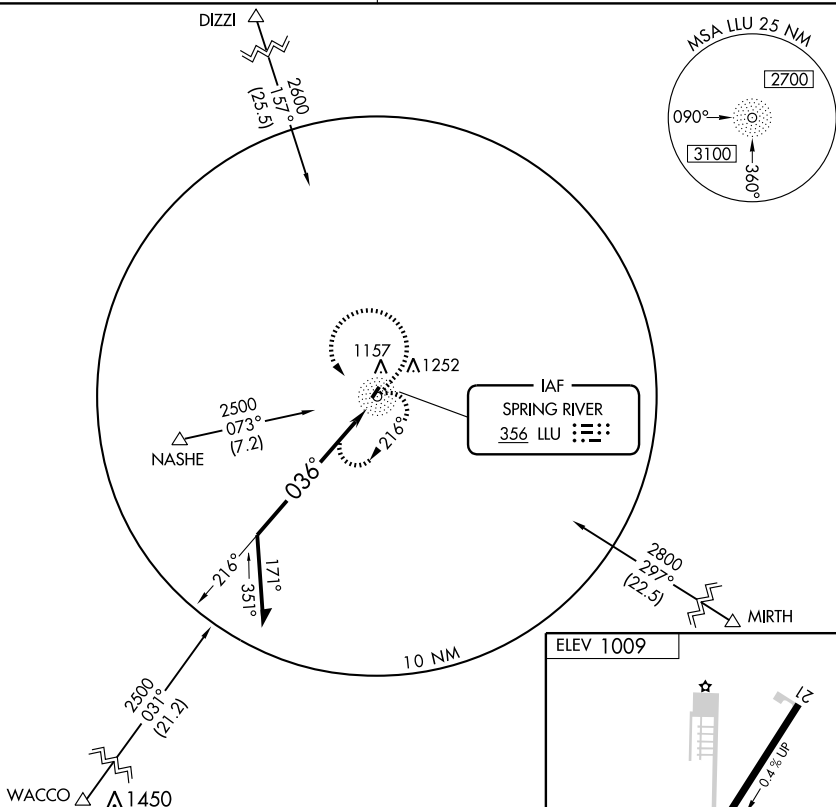 DIZZI
2600
157°
(25.5)
MSA LLU 25 NM
2700
090°
3100
360°
1157
1252
IAF
SPRING RIVER
356 LLU
2500
073°
(7.2)
NASHE
216°
036°
216°
171°
351°
2800
297°
(22.5)
MIRTH
10 NM
2500
031°
(21.2)
WACCO
1450
ELEV 1009
21
0.4% UP